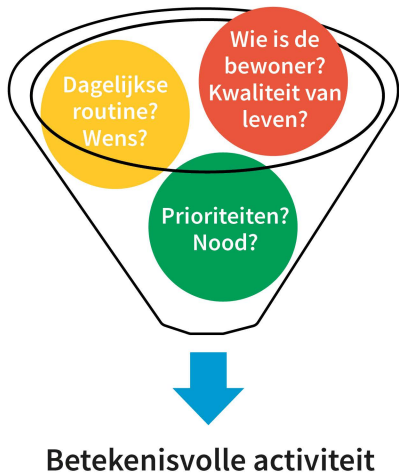 Wie is de
bewoner?
Kwaliteit van
leven?
Dagelijkse
routine?
Wens?
Prioriteiten?
Nood?
Betekenisvolle activiteit